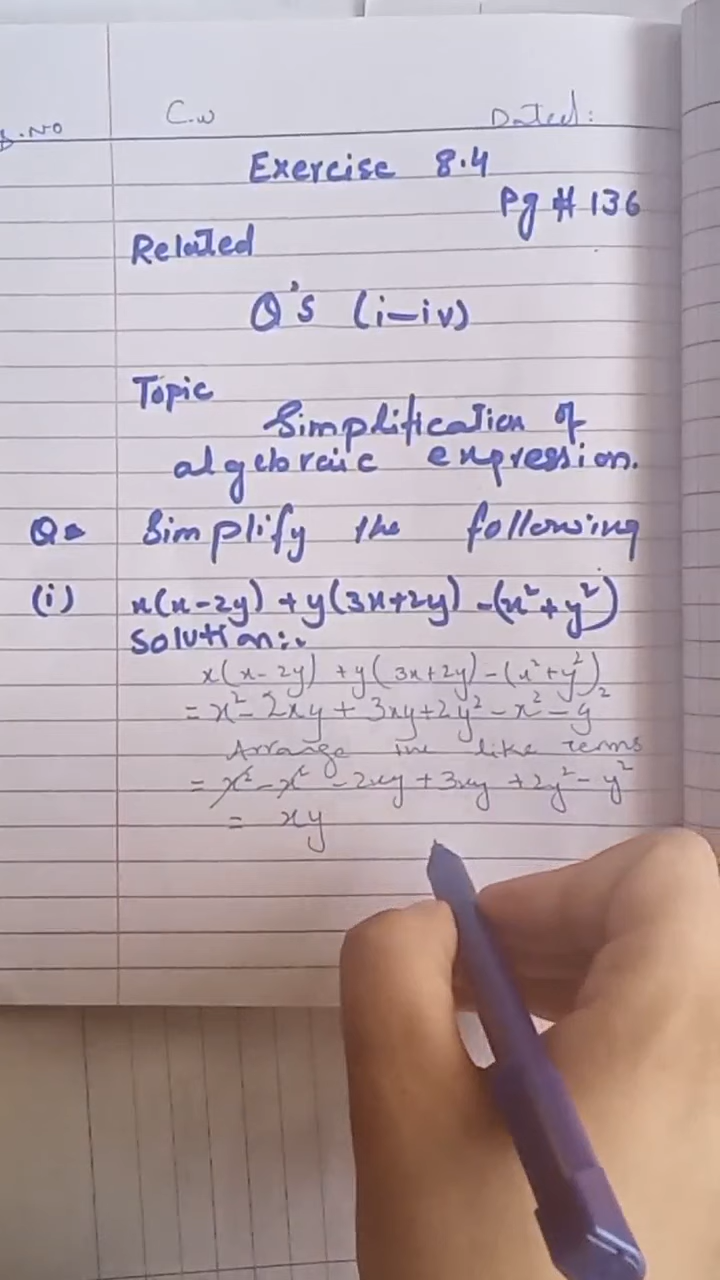 S.No C.W Dated:
Exercise 8.4
Pg # 136
Related
Q's (i-iv)
Topic
Simplification of
algebraic expression.
Q= Simplify the following
(i) x(x-2y) + y(3x+2y) -(x²+y²)
Solution:.
x(x-2y) + y(3x+2y) - (x²+y²)
= x² - 2xy + 3xy + 2y² - x² - y²
Arrange the like terms
= x² - x² - 2xy + 3xy + 2y² - y²
= xy